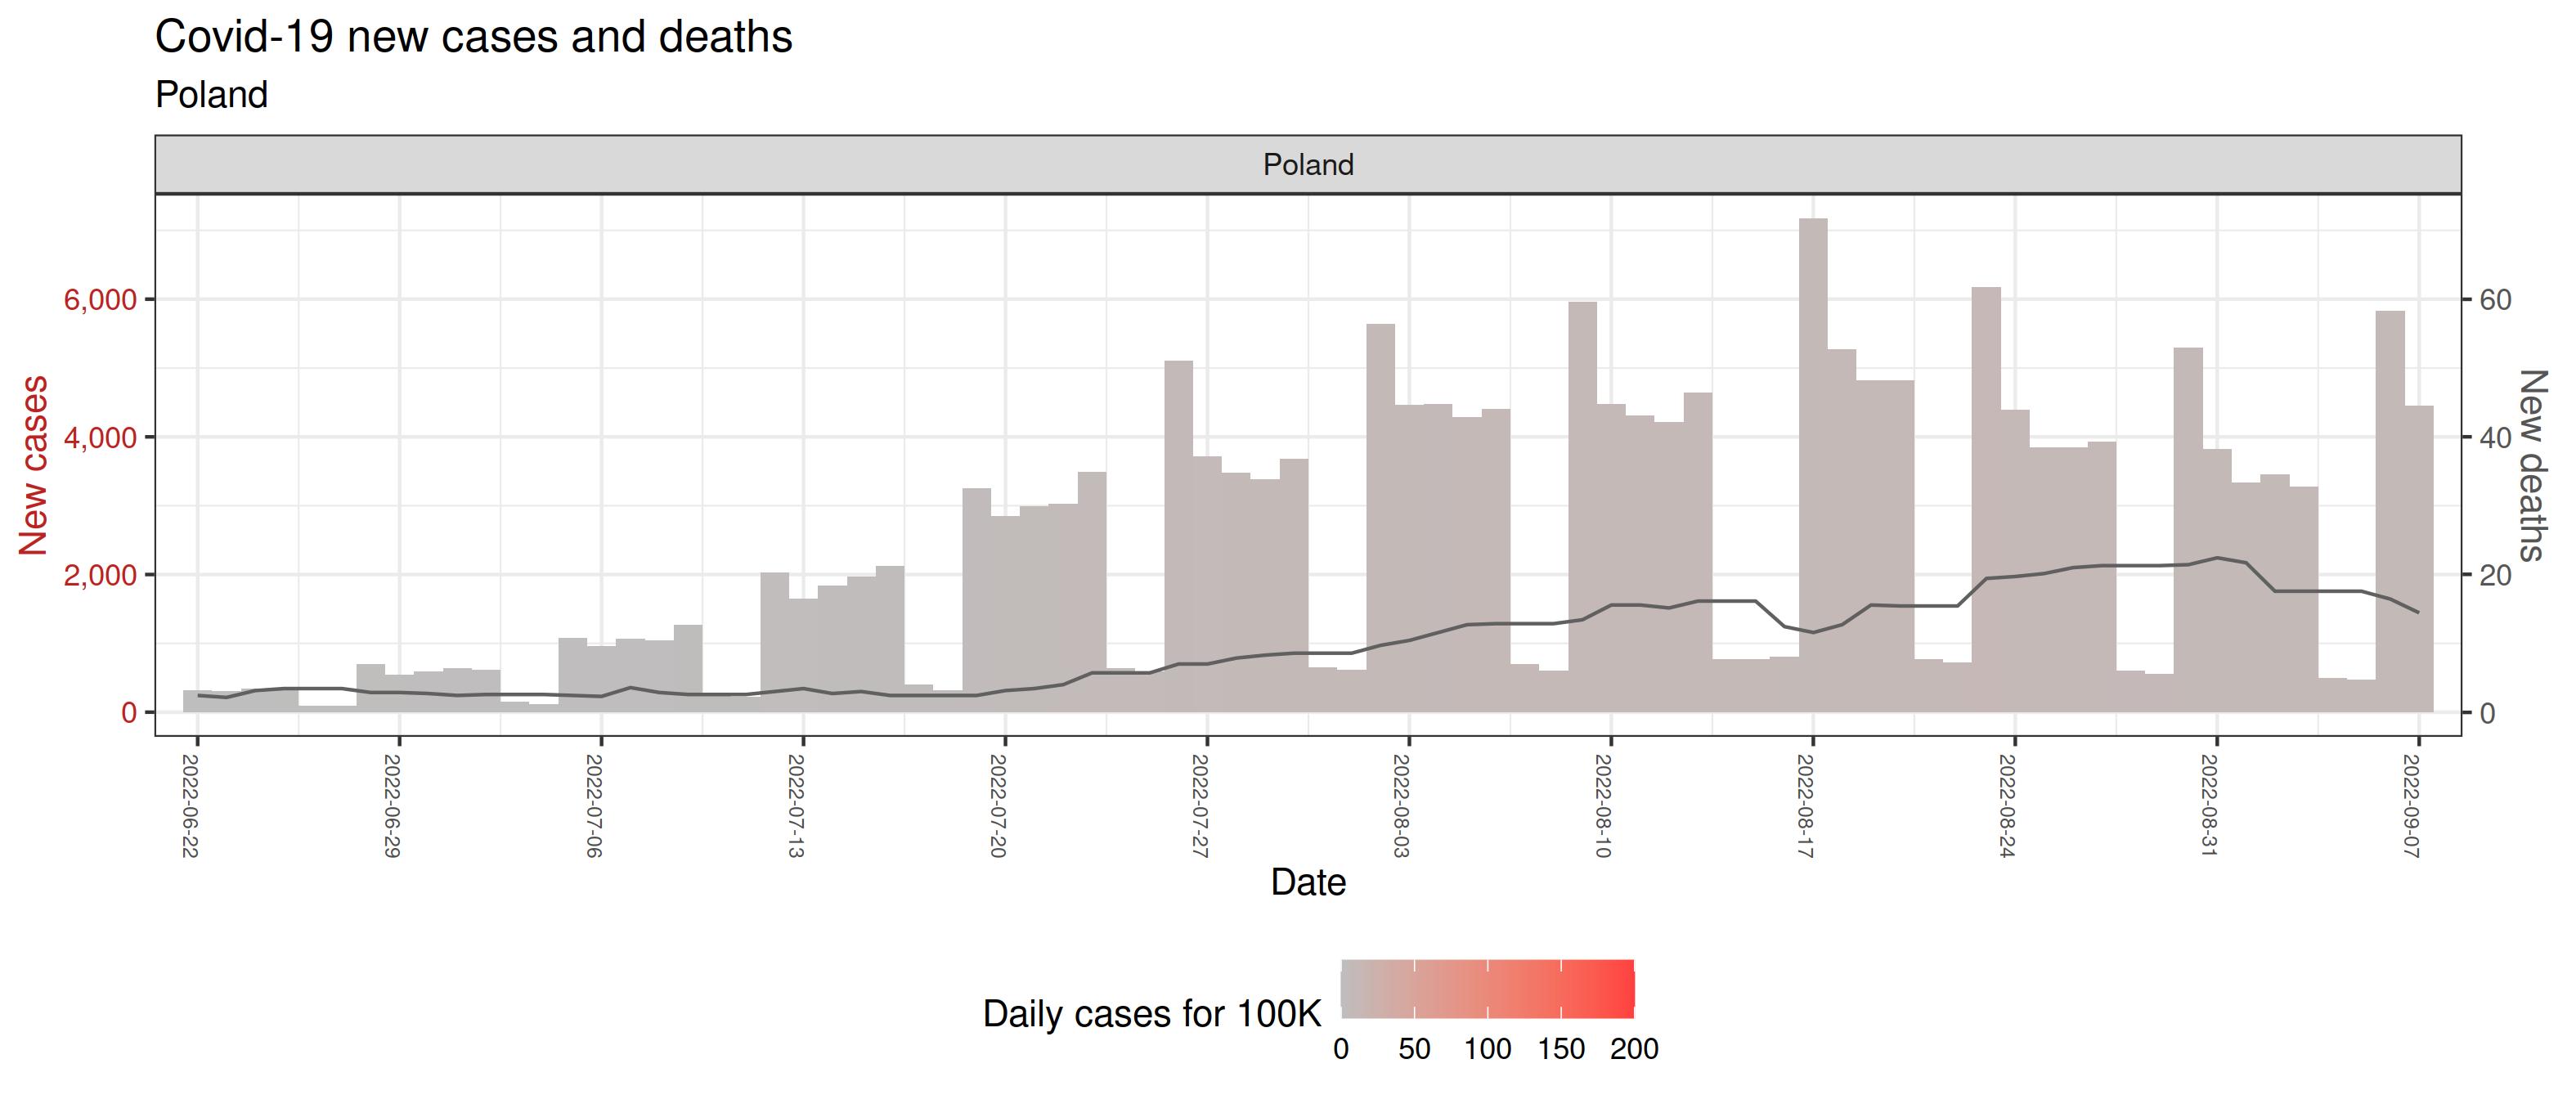 Covid-19 new cases and deaths
Poland
Poland
New cases
6,000
4,000
2,000
0
60
40
20
0
New deaths
2022-06-22
2022-06-29
2022-07-06
2022-07-13
2022-07-20
2022-07-27
2022-08-03
2022-08-10
2022-08-17
2022-08-24
2022-08-31
2022-09-07
Date
Daily cases for 100K
0 50 100 150 200